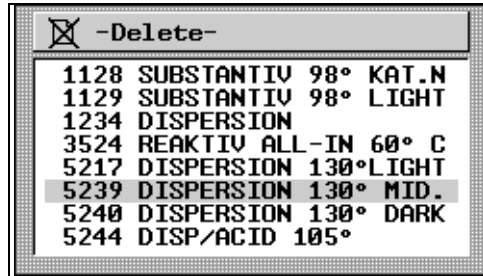 -Delete-
1128 SUBSTANTIV 98° KAT.N
1129 SUBSTANTIV 98° LIGHT
1234 DISPERSION
3524 REAKTIV ALL-IN 60° C
5217 DISPERSION 130°LIGHT
5239 DISPERSION 130° MID.
5240 DISPERSION 130° DARK
5244 DISP/ACID 105°